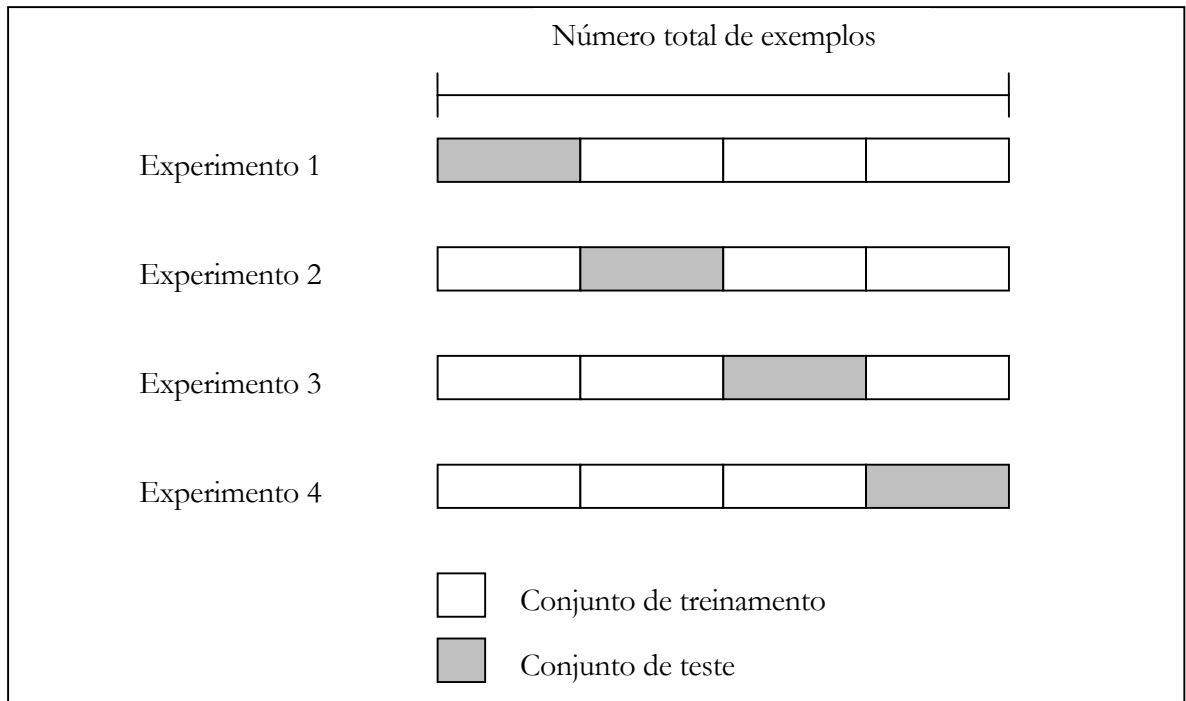 Número total de exemplos
Experimento 1
Experimento 2
Experimento 3
Experimento 4
Conjunto de treinamento
Conjunto de teste